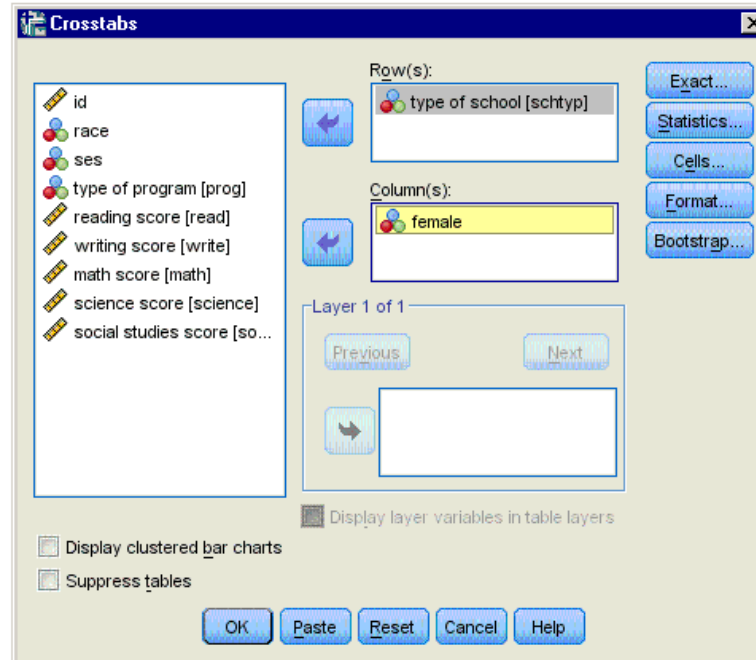 Crosstabs
id
race
ses
type of program [prog]
reading score [read]
writing score [write]
math score [math]
science score [science]
social studies score [so...
Row(s):
type of school [schtyp]
Column(s):
female
Layer 1 of 1
Previous
Next
Display layer variables in table layers
Exact...
Statistics...
Cells...
Format...
Bootstrap...
Display clustered bar charts
Suppress tables
OK
Paste
Reset
Cancel
Help